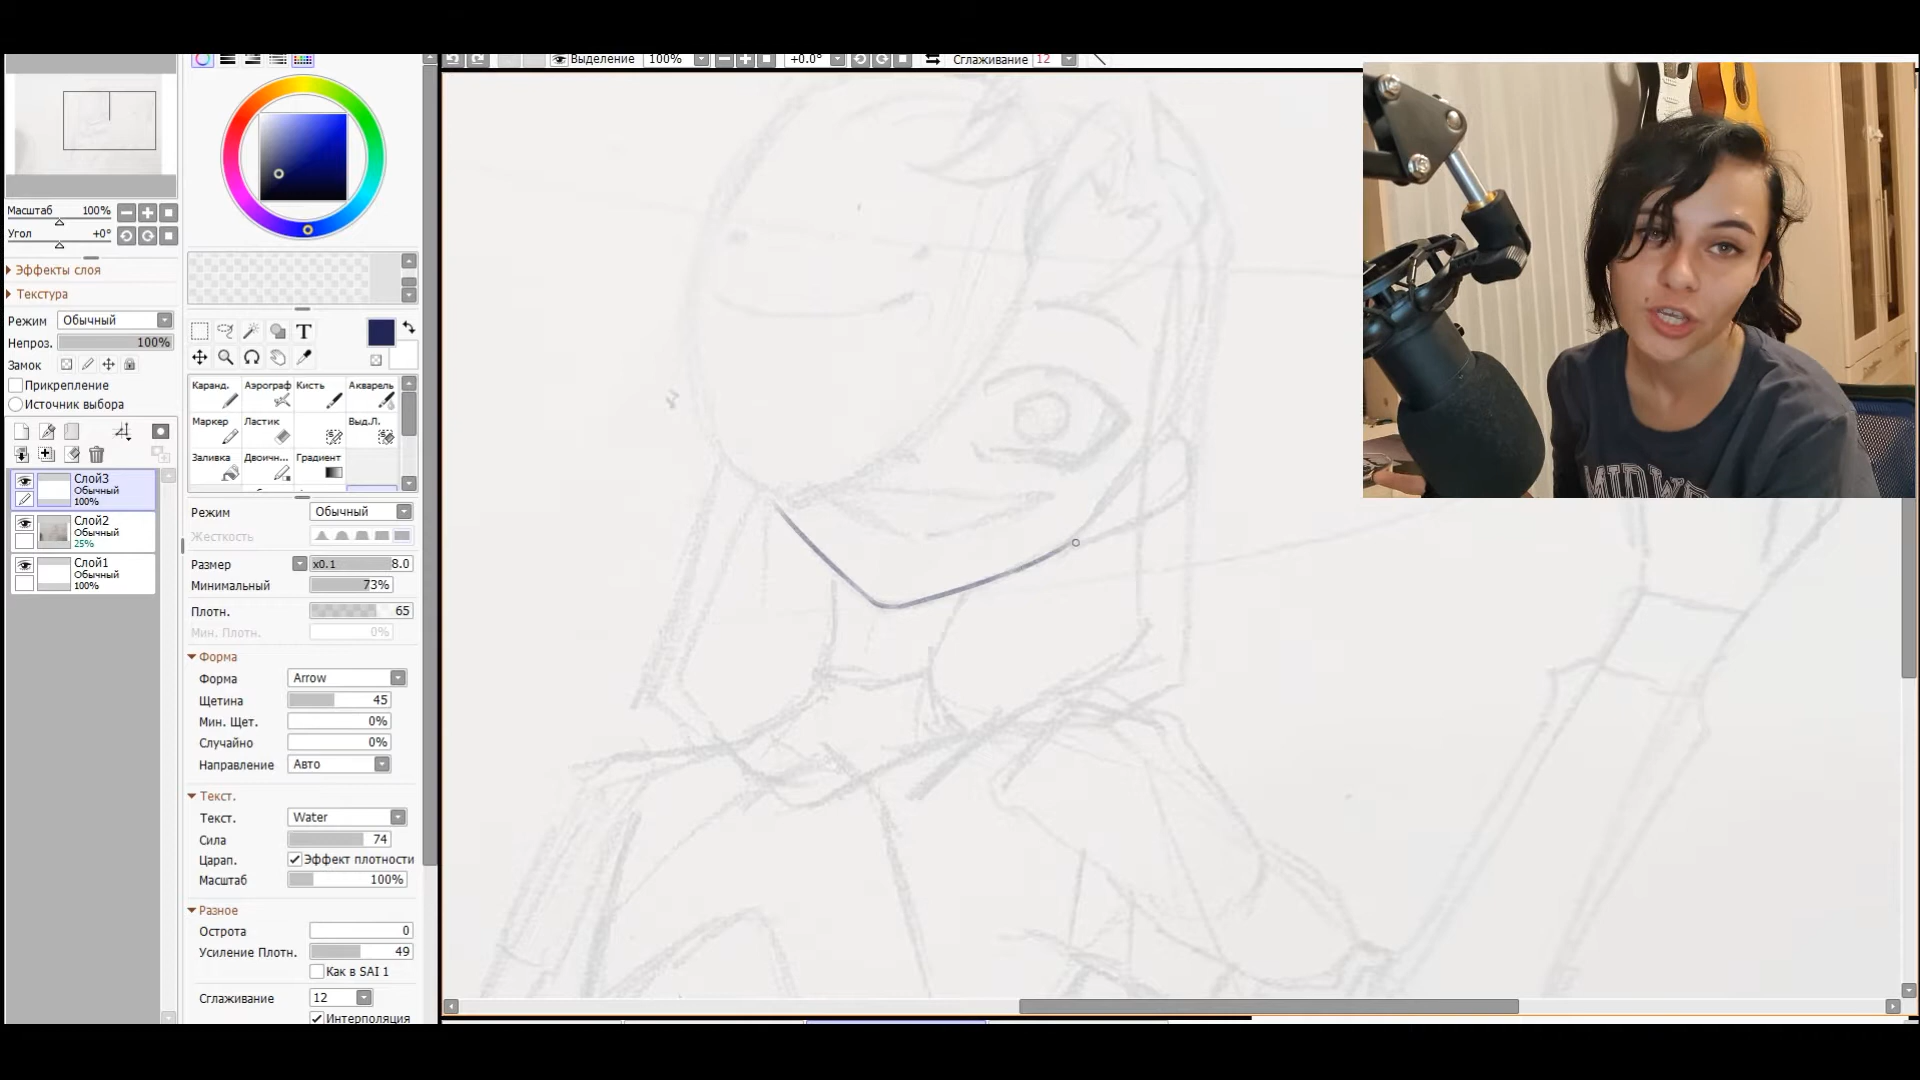 Выделение 100% +0.0° Сглаживание 12
Масштаб 100%
Угол +0°
Эффекты слоя
Текстура
Режим Обычный
Непроз. 100%
Замок
Прикрепление
Источник выбора
Слой3
Обычный
100%
Слой2
Обычный
25%
Слой1
Обычный
100%
T
Каранд. Аэрограф Кисть Акварель
Маркер Ластик Выд.Л.
Заливка Двоичн... Градиент
Режим Обычный
Жесткость
Размер x0.1 8.0
Минимальный 73%
Плотн. 65
Мин. Плотн. 0%
Форма
Форма Arrow
Щетина 45
Мин. Щет. 0%
Случайно 0%
Направление Авто
Текст.
Текст. Water
Сила 74
Царап. Эффект плотности
Масштаб 100%
Разное
Острота 0
Усиление Плотн. 49
Как в SAI 1
Сглаживание 12
Интерполяция